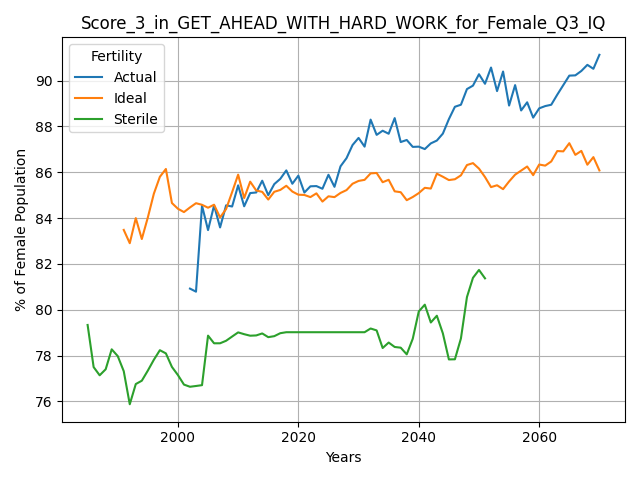 Score_3_in_GET_AHEAD_WITH_HARD_WORK_for_Female_Q3_IQ
Fertility
Actual
Ideal
Sterile
% of Female Population
90
88
86
84
82
80
78
76
2000
2020
2040
2060
Years